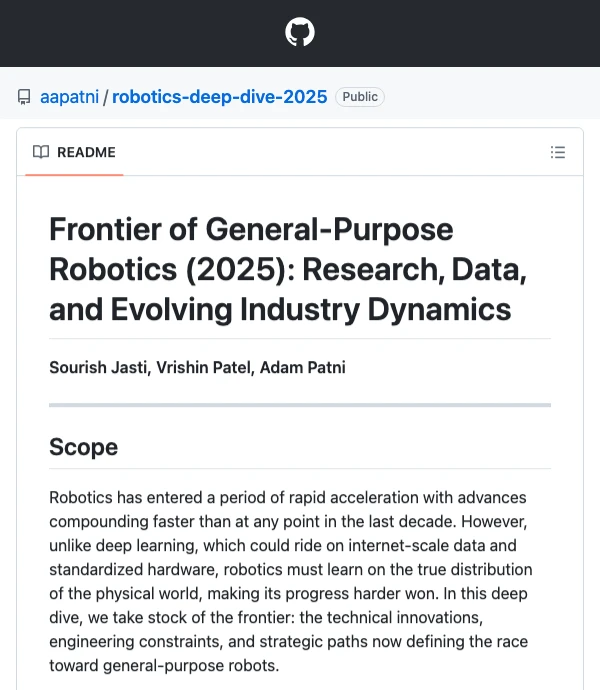 aapatni / robotics-deep-dive-2025 Public
README
Frontier of General-Purpose
Robotics (2025): Research, Data,
and Evolving Industry Dynamics
Sourish Jasti, Vrishin Patel, Adam Patni
Scope
Robotics has entered a period of rapid acceleration with advances
compounding faster than at any point in the last decade. However,
unlike deep learning, which could ride on internet-scale data and
standardized hardware, robotics must learn on the true distribution
of the physical world, making its progress harder won. In this deep
dive, we take stock of the frontier: the technical innovations,
engineering constraints, and strategic paths now defining the race
toward general-purpose robots.